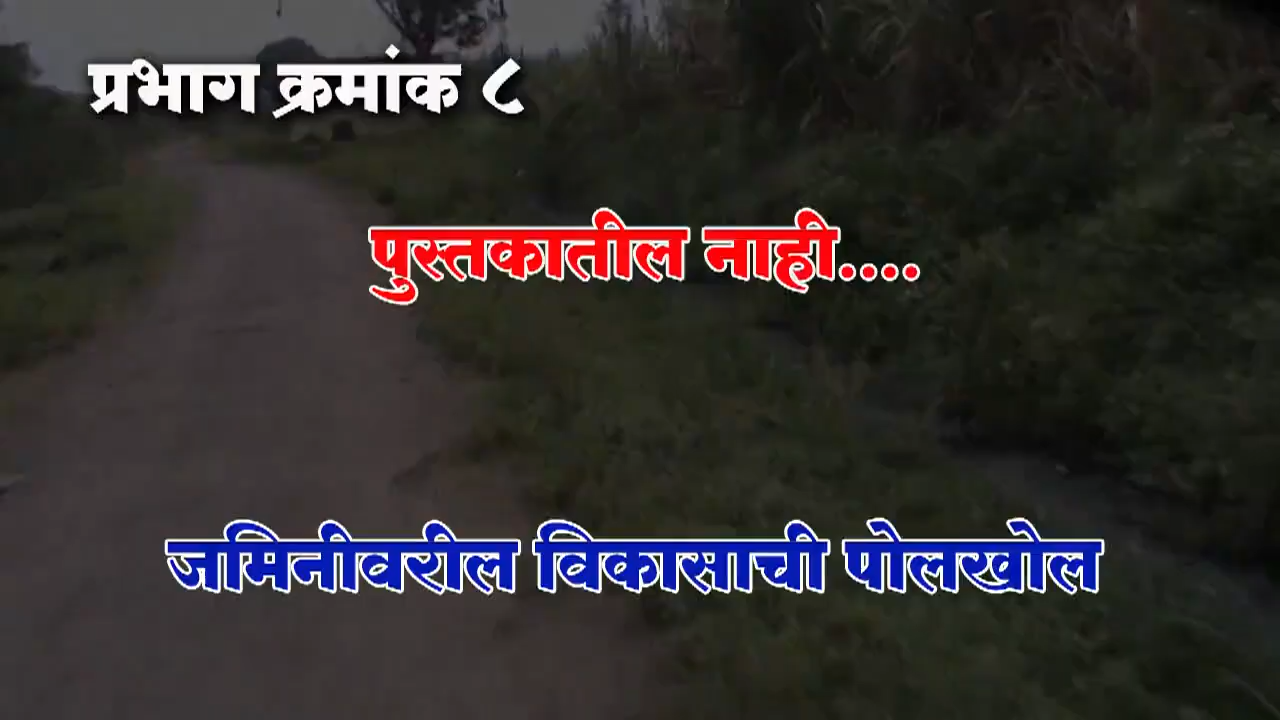 प्रभाग क्रमांक ८
पुस्तकातील नाही....
जमिनीवरील विकासाची पोलखोल